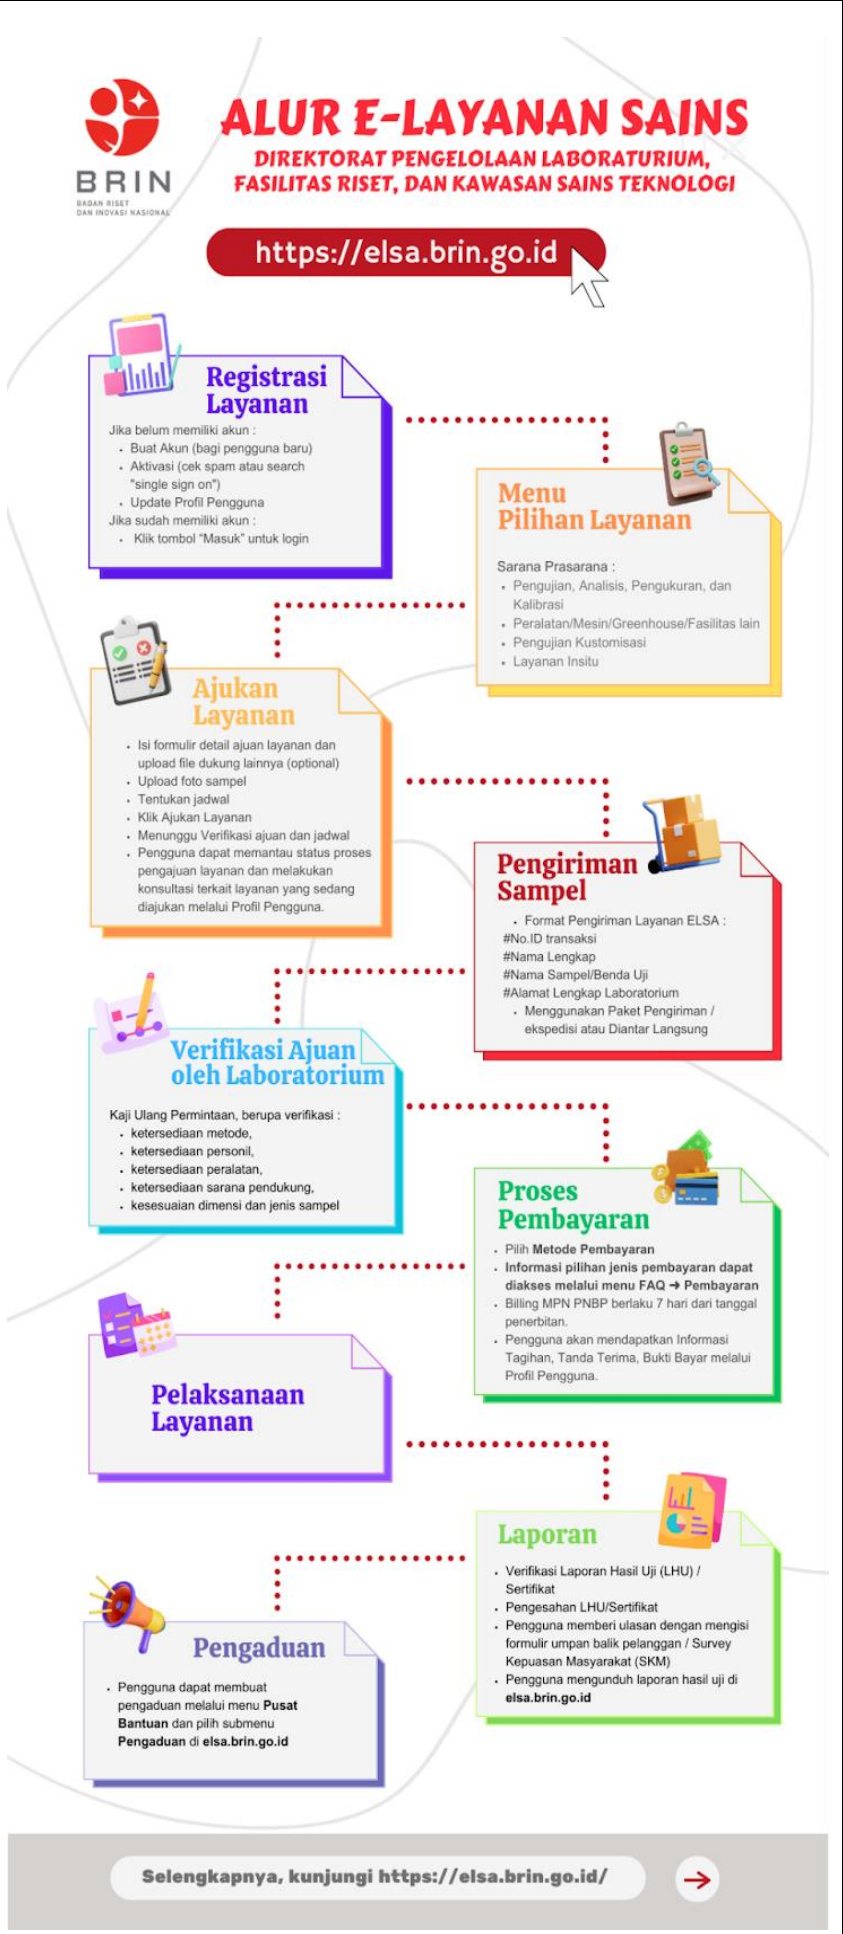 BRIN
BADAN RISET
DAN INOVASI NASIONAL
ALUR E-LAYANAN SAINS
DIREKTORAT PENGELOLAAN LABORATURIUM,
FASILITAS RISET, DAN KAWASAN SAINS TEKNOLOGI
https://elsa.brin.go.id
Registrasi
Layanan
Jika belum memiliki akun :
• Buat Akun (bagi pengguna baru)
• Aktivasi (cek spam atau search
"single sign on")
• Update Profil Pengguna
Jika sudah memiliki akun :
• Klik tombol “Masuk” untuk login
Menu
Pilihan Layanan
Sarana Prasarana :
• Pengujian, Analisis, Pengukuran, dan
Kalibrasi
• Peralatan/Mesin/Greenhouse/Fasilitas lain
• Pengujian Kustomisasi
• Layanan Insitu
Ajukan
Layanan
• Isi formulir detail ajuan layanan dan
upload file dukung lainnya (optional)
• Upload foto sampel
• Tentukan jadwal
• Klik Ajukan Layanan
• Menunggu Verifikasi ajuan dan jadwal
• Pengguna dapat memantau status proses
pengajuan layanan dan melakukan
konsultasi terkait layanan yang sedang
diajukan melalui Profil Pengguna.
Pengiriman
Sampel
• Format Pengiriman Layanan ELSA :
#No.ID transaksi
#Nama Lengkap
#Nama Sampel/Benda Uji
#Alamat Lengkap Laboratorium
• Menggunakan Paket Pengiriman /
ekspedisi atau Diantar Langsung
Verifikasi Ajuan
oleh Laboratorium
Kaji Ulang Permintaan, berupa verifikasi :
• ketersediaan metode,
• ketersediaan personil,
• ketersediaan peralatan,
• ketersediaan sarana pendukung,
• kesesuaian dimensi dan jenis sampel
Proses
Pembayaran
• Pilih Metode Pembayaran
• Informasi pilihan jenis pembayaran dapat
diakses melalui menu FAQ ➜ Pembayaran
• Billing MPN PNBP berlaku 7 hari dari tanggal
penerbitan.
• Pengguna akan mendapatkan Informasi
Tagihan, Tanda Terima, Bukti Bayar melalui
Profil Pengguna.
Pelaksanaan
Layanan
Laporan
• Verifikasi Laporan Hasil Uji (LHU) /
Sertifikat
• Pengesahan LHU/Sertifikat
• Pengguna memberi ulasan dengan mengisi
formulir umpan balik pelanggan / Survey
Kepuasan Masyarakat (SKM)
• Pengguna mengunduh laporan hasil uji di
elsa.brin.go.id
Pengaduan
• Pengguna dapat membuat
pengaduan melalui menu Pusat
Bantuan dan pilih submenu
Pengaduan di elsa.brin.go.id
Selengkapnya, kunjungi https://elsa.brin.go.id/